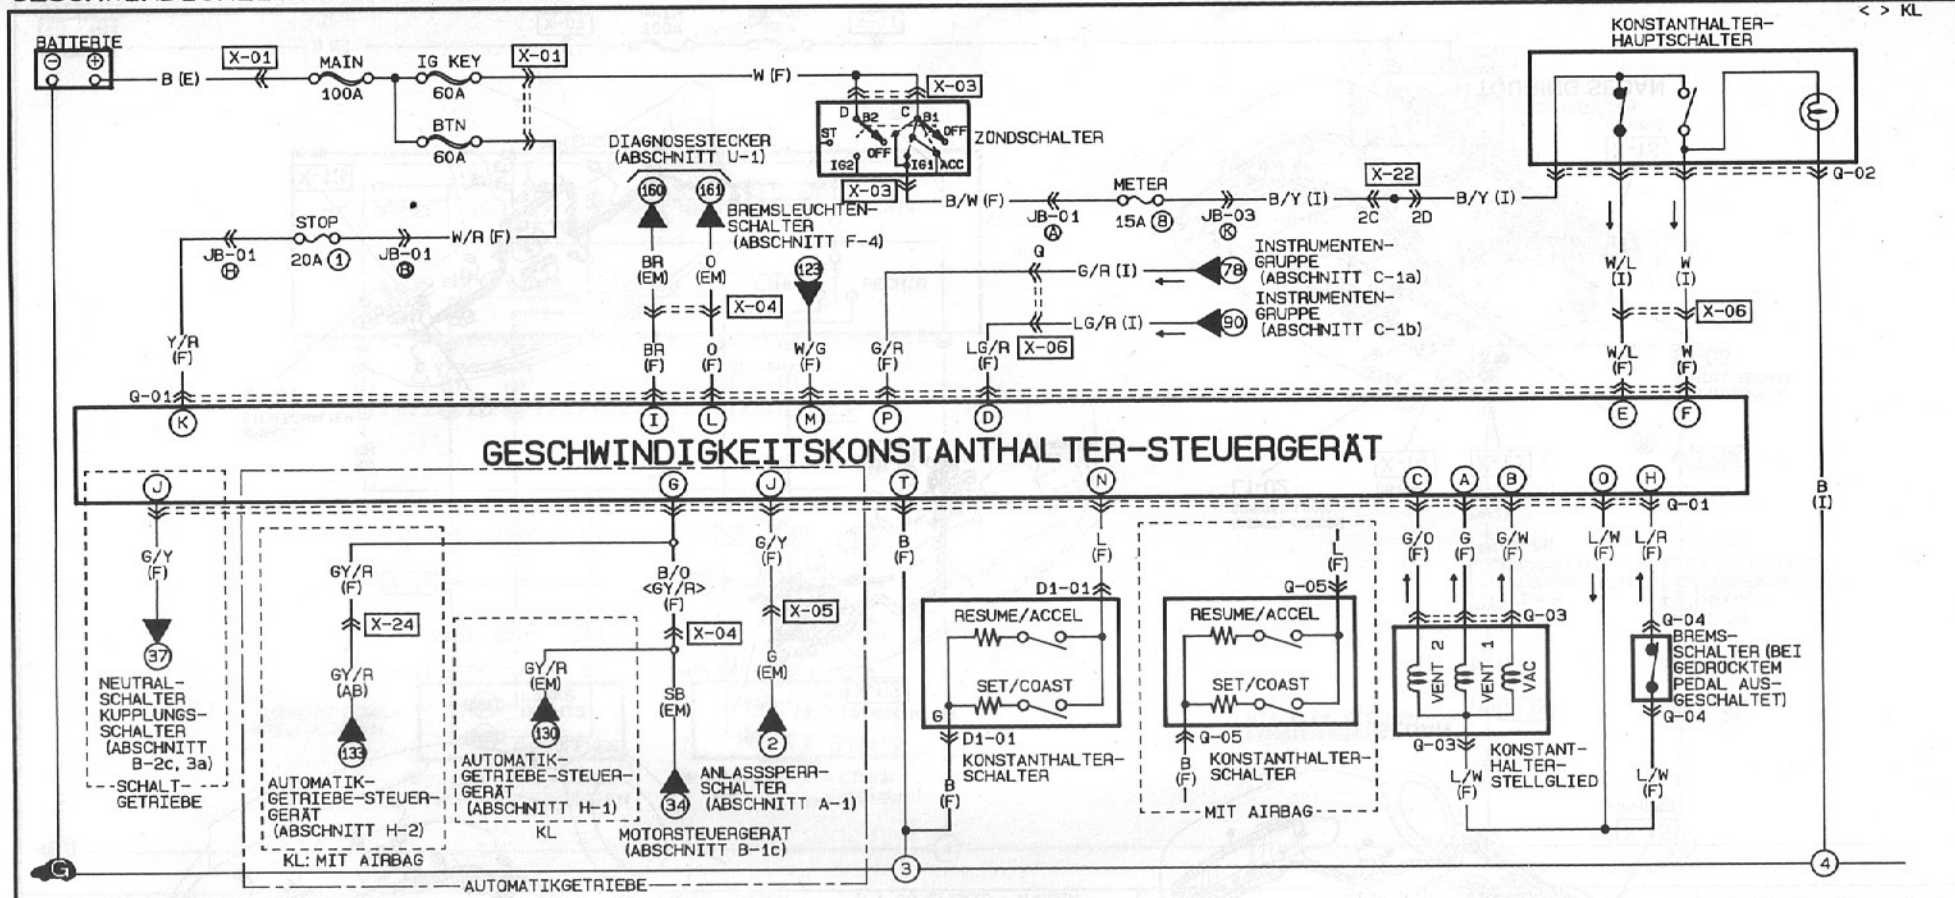 < > KL
BATTERIE
X-01
B (E)
MAIN
100A
IG KEY
60A
BTN
60A
X-01
W (F)
X-03
D
C
B2
B1
ST
OFF
OFF
IG2
IG1
ACC
ZÜNDSCHALTER
X-03
KONSTANTHALTER-
HAUPTSCHALTER
Q-02
DIAGNOSESTECKER
(ABSCHNITT U-1)
160
161
BREMSLEUCHTEN-
SCHALTER
(ABSCHNITT F-4)
123
B/W (F)
JB-01
A
METER
15A 8
JB-03
K
B/Y (I)
X-22
2C
2D
B/Y (I)
STOP
20A 1
JB-01
H
JB-01
B
W/R (F)
BR
(EM)
O
(EM)
X-04
Q
G/R (I)
78
INSTRUMENTEN-
GRUPPE
(ABSCHNITT C-1a)
LG/R (I)
90
INSTRUMENTEN-
GRUPPE
(ABSCHNITT C-1b)
X-06
W/L
(I)
W
(I)
X-06
Y/R
(F)
BR
(F)
O
(F)
W/G
(F)
G/R
(F)
LG/R
(F)
W/L
(F)
W
(F)
Q-01
K
I
L
M
P
D
E
F
GESCHWINDIGKEITSKONSTANTHALTER-STEUERGERÄT
J
G
J
T
N
C
A
B
O
H
Q-01
B
(I)
G/Y
(F)
37
NEUTRAL-
SCHALTER
KUPPLUNGS-
SCHALTER
(ABSCHNITT
B-2c, 3a)
SCHALT-
GETRIEBE
GY/R
(F)
X-24
GY/R
(AB)
133
AUTOMATIK-
GETRIEBE-STEUER-
GERÄT
(ABSCHNITT H-2)
KL: MIT AIRBAG
B/O
<GY/R>
(F)
X-04
GY/R
(EM)
130
AUTOMATIK-
GETRIEBE-STEUER-
GERÄT
(ABSCHNITT H-1)
KL
SB
(EM)
34
MOTORSTEUERGERÄT
(ABSCHNITT B-1c)
G/Y
(F)
X-05
G
(EM)
2
ANLASSSPERR-
SCHALTER
(ABSCHNITT A-1)
AUTOMATIKGETRIEBE
B
(F)
L
(F)
D1-01
RESUME/ACCEL
SET/COAST
G
D1-01
KONSTANTHALTER-
SCHALTER
B
(F)
3
L
(F)
Q-05
RESUME/ACCEL
SET/COAST
Q-05
B
(F)
KONSTANTHALTER-
SCHALTER
MIT AIRBAG
G/O
(F)
G
(F)
G/W
(F)
L/W
(F)
L/R
(F)
Q-03
VENT 2
VENT 1
VAC
Q-03
KONSTANT-
HALTER-
STELLGLIED
L/W
(F)
Q-04
BREMS-
SCHALTER (BEI
GEDRÜCKTEM
PEDAL AUS-
GESCHALTET)
Q-04
L/W
(F)
G
4